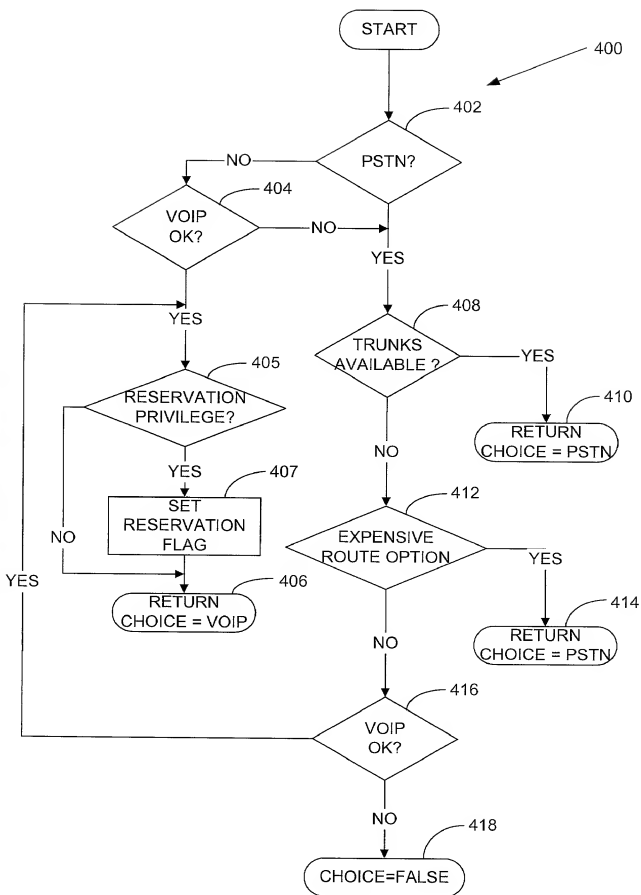 START
400
402
PSTN?
NO
404
VOIP
OK?
NO
YES
YES
408
TRUNKS
AVAILABLE ?
YES
405
RESERVATION
PRIVILEGE?
410
RETURN
CHOICE = PSTN
YES
NO
407
SET
RESERVATION
FLAG
412
EXPENSIVE
ROUTE OPTION
NO
YES
YES
406
RETURN
CHOICE = VOIP
414
RETURN
CHOICE = PSTN
NO
416
VOIP
OK?
NO
418
CHOICE=FALSE